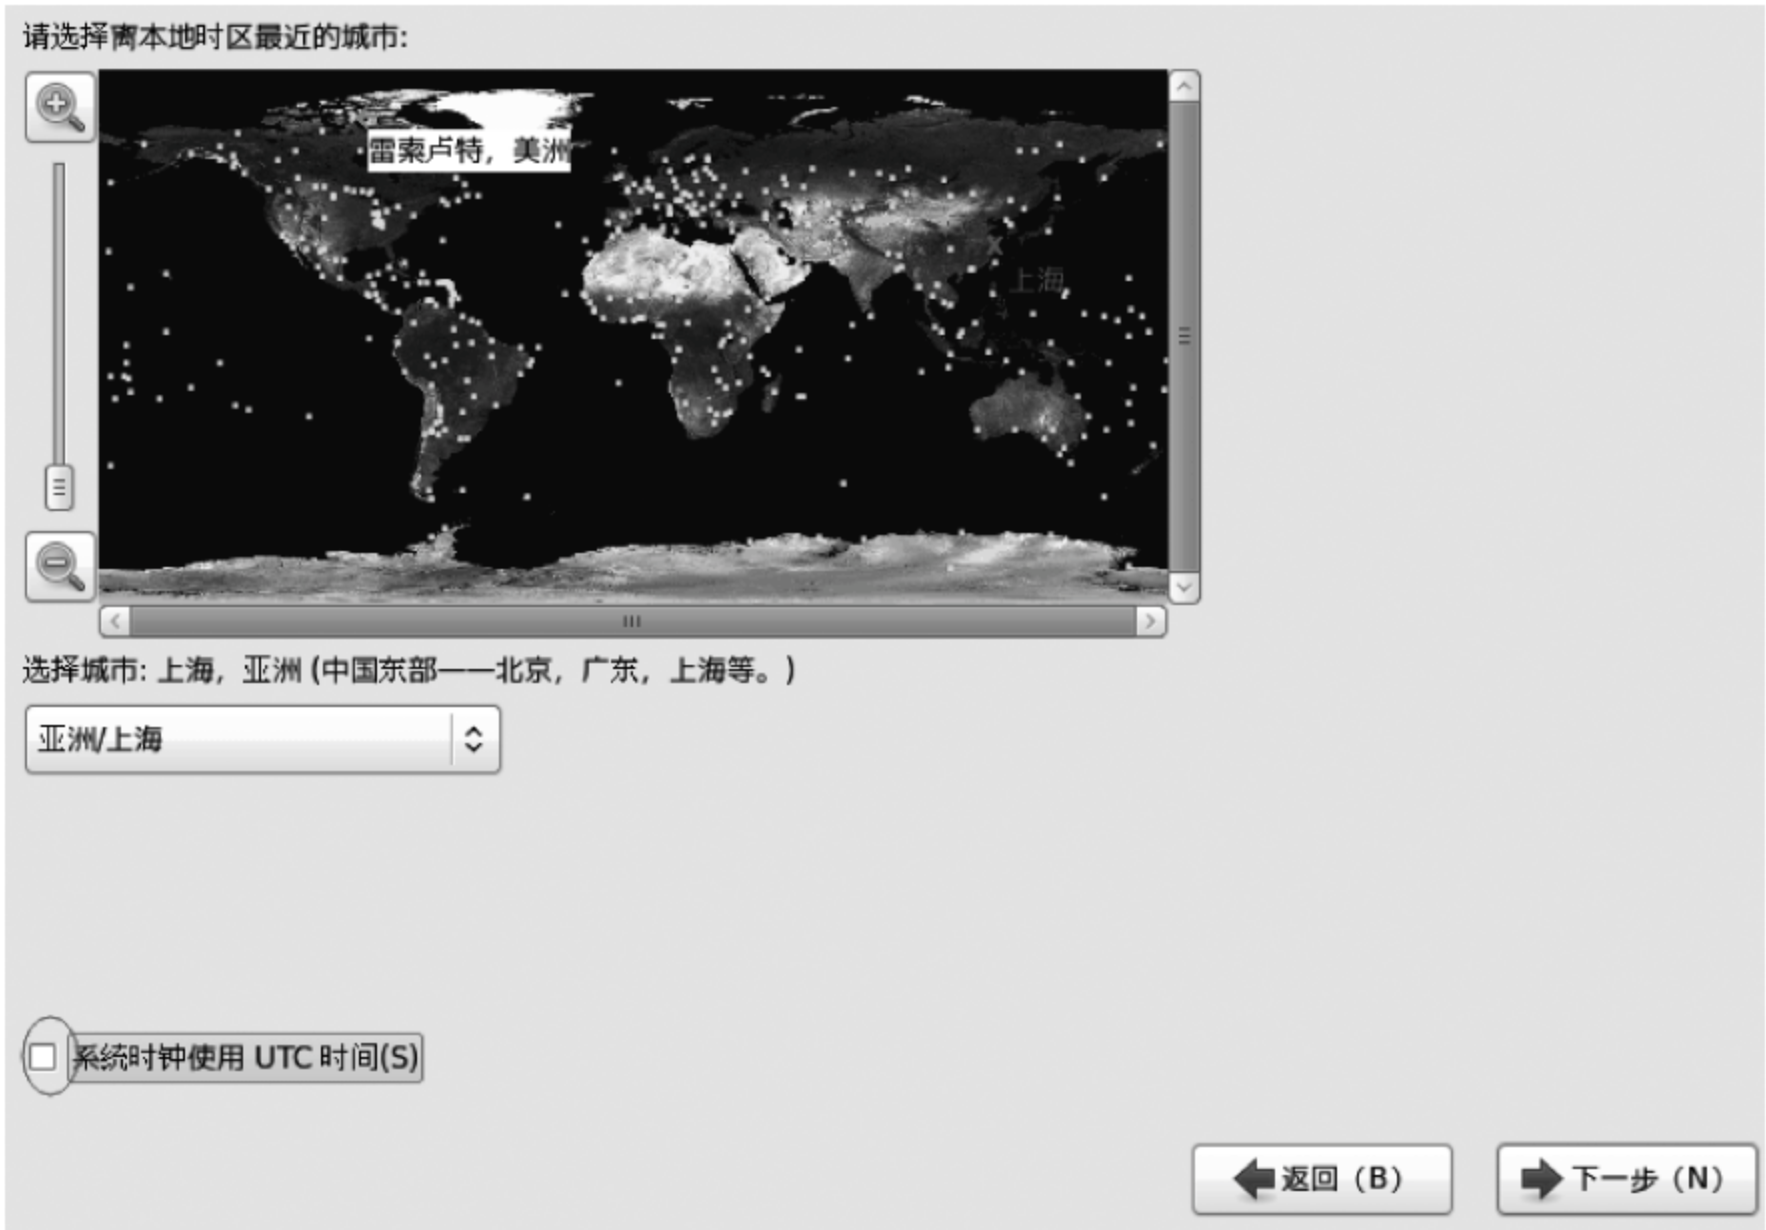 请选择离本地时区最近的城市:
雷索卢特，美洲
上海
选择城市: 上海，亚洲 (中国东部——北京，广东，上海等。)
亚洲/上海
系统时钟使用 UTC 时间(S)
返回（B）
下一步（N）